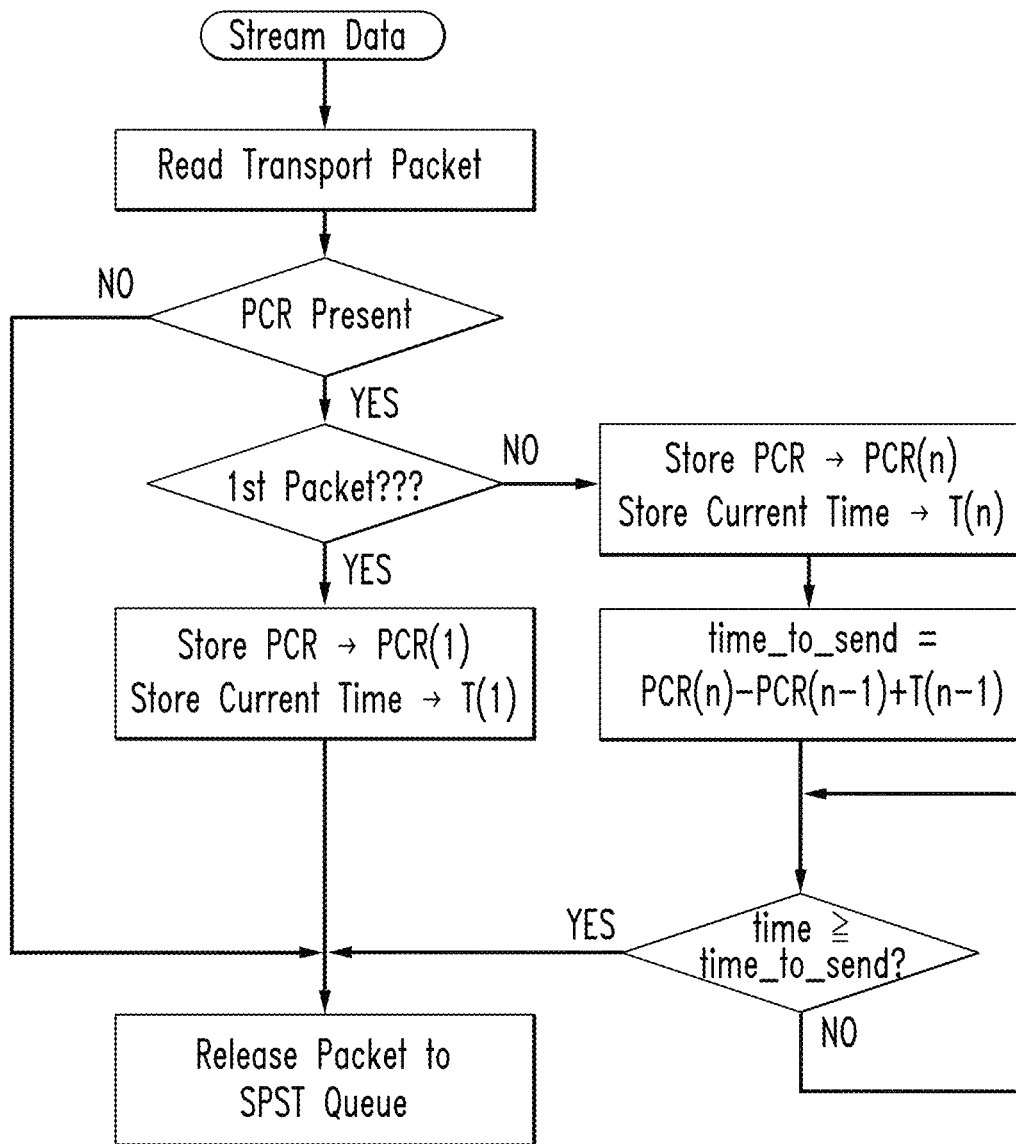 Stream Data
Read Transport Packet
NO
PCR Present
YES
1st Packet???
NO
Store PCR → PCR(n)
Store Current Time → T(n)
YES
Store PCR → PCR(1)
Store Current Time → T(1)
time_to_send =
PCR(n)-PCR(n-1)+T(n-1)
YES
time ≧
time_to_send?
NO
Release Packet to
SPST Queue